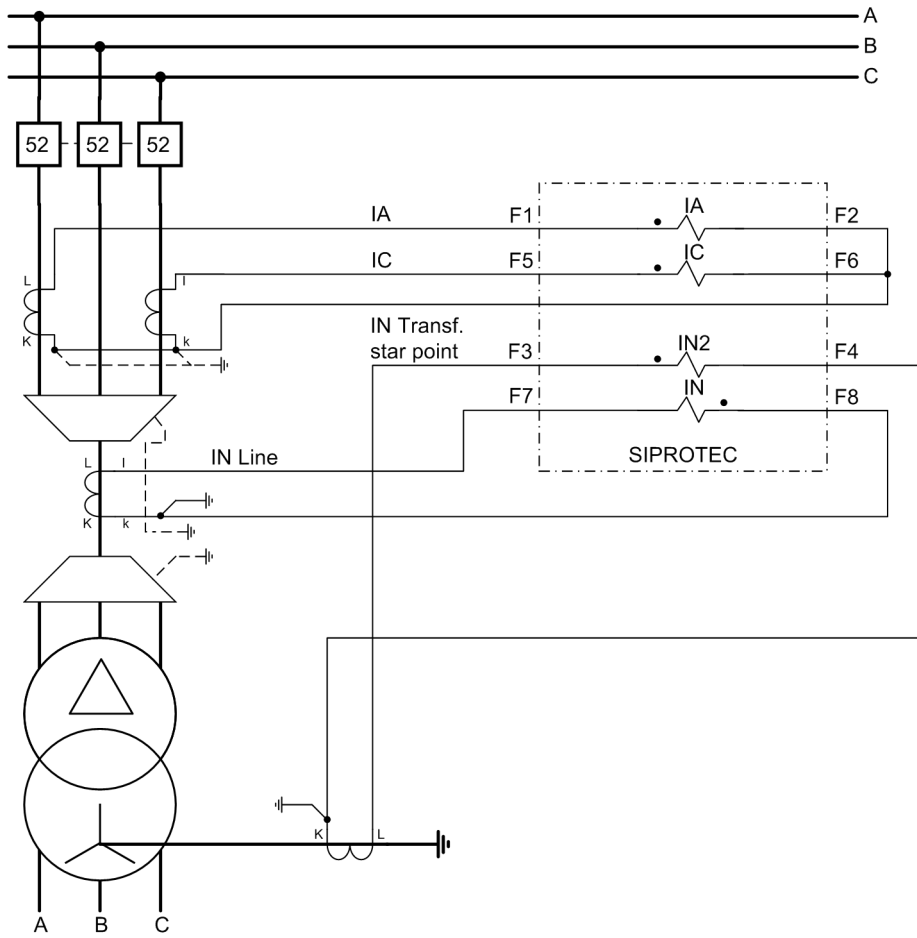 A
B
C
52 52 52
IA F1 IA F2
IC F5 IC F6
L l
K k
IN Transf.
star point
F3 IN2 F4
F7 IN F8
SIPROTEC
IN Line
L l
K k
K L
A B C